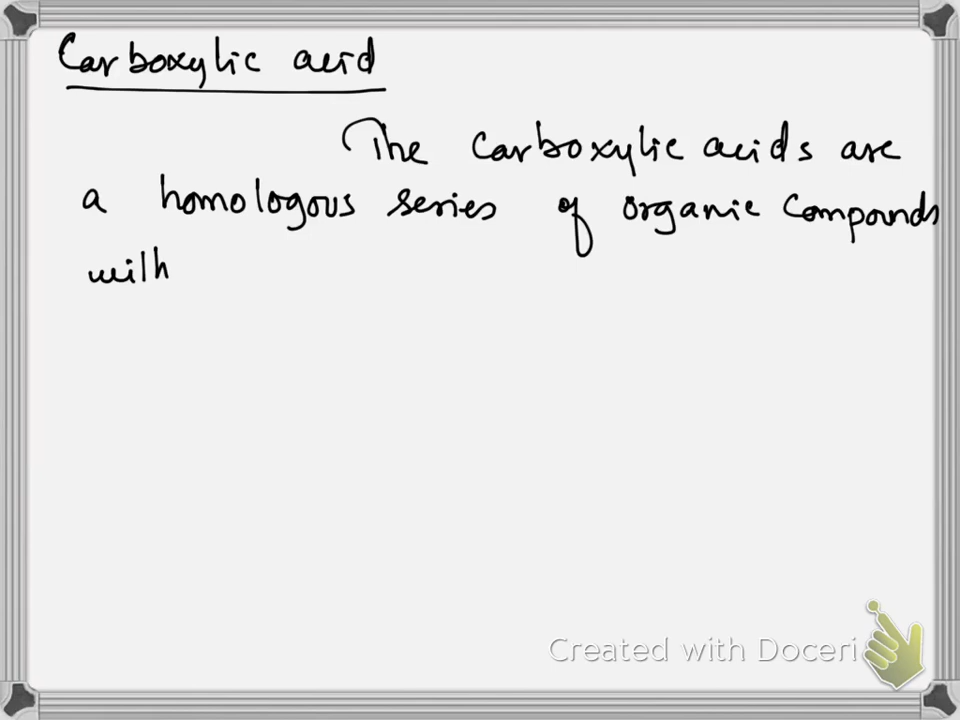 Carboxylic acid
The carboxylic acids are
a homologous series of organic compounds
with
Created with Doceri